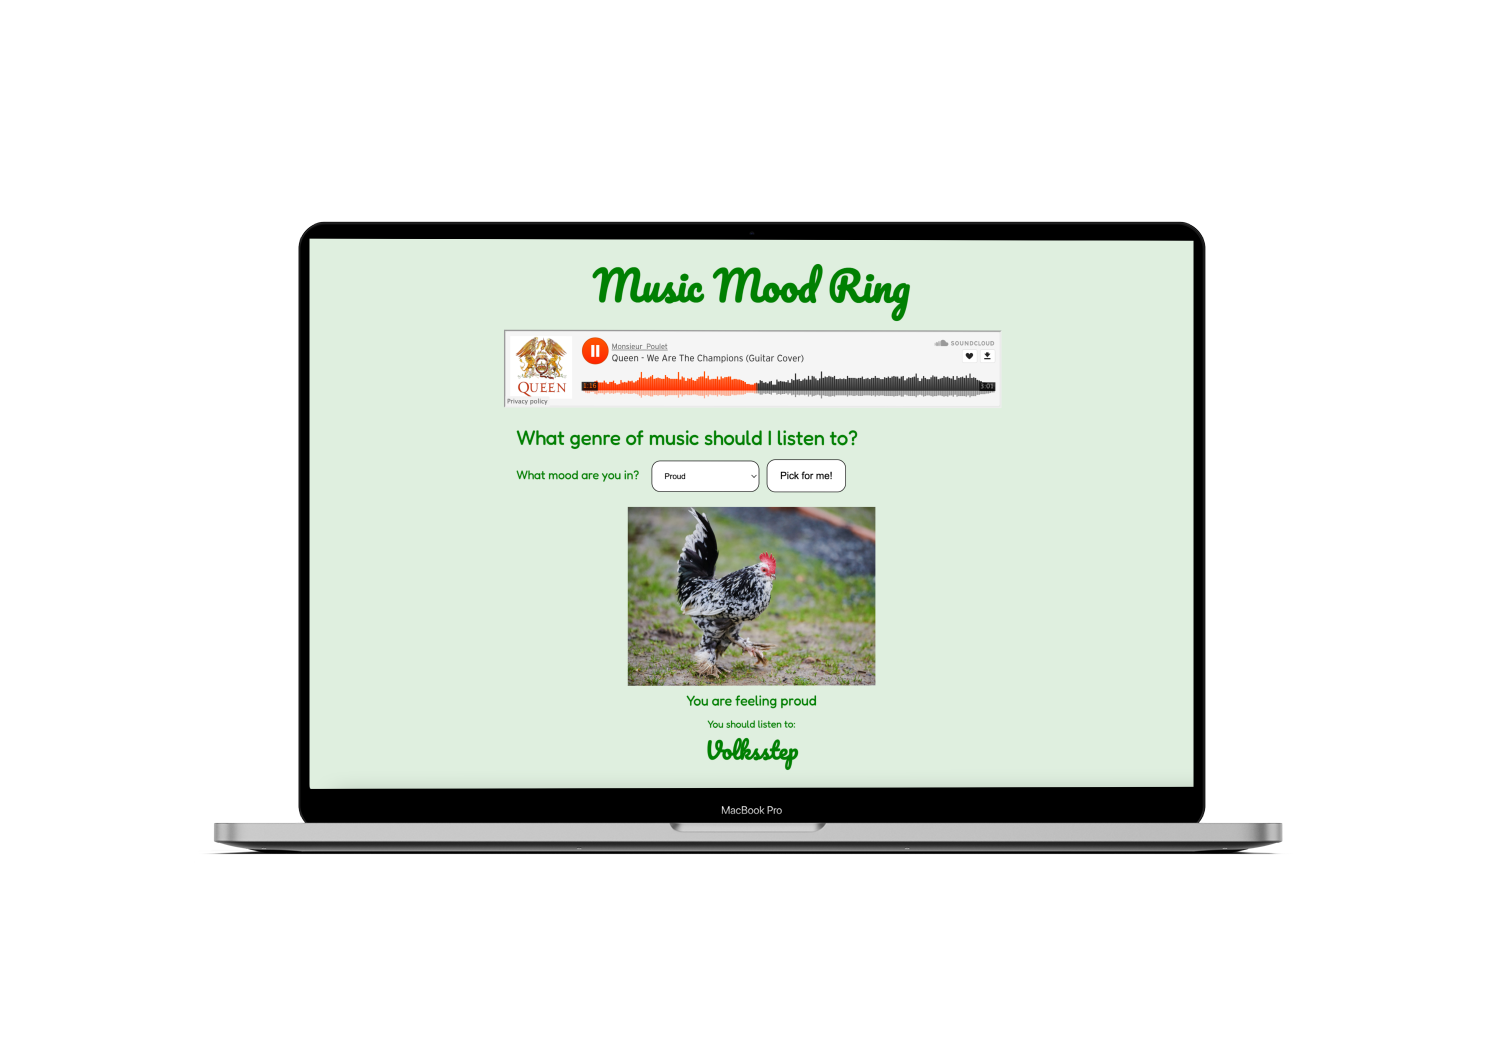 Music Mood Ring
QUEEN
Monsieur_Poulet
Queen - We Are The Champions (Guitar Cover)
SOUNDCLOUD
1:16
3:01
Privacy policy
What genre of music should I listen to?
What mood are you in?
Proud
Pick for me!
You are feeling proud
You should listen to:
Volksstep
MacBook Pro